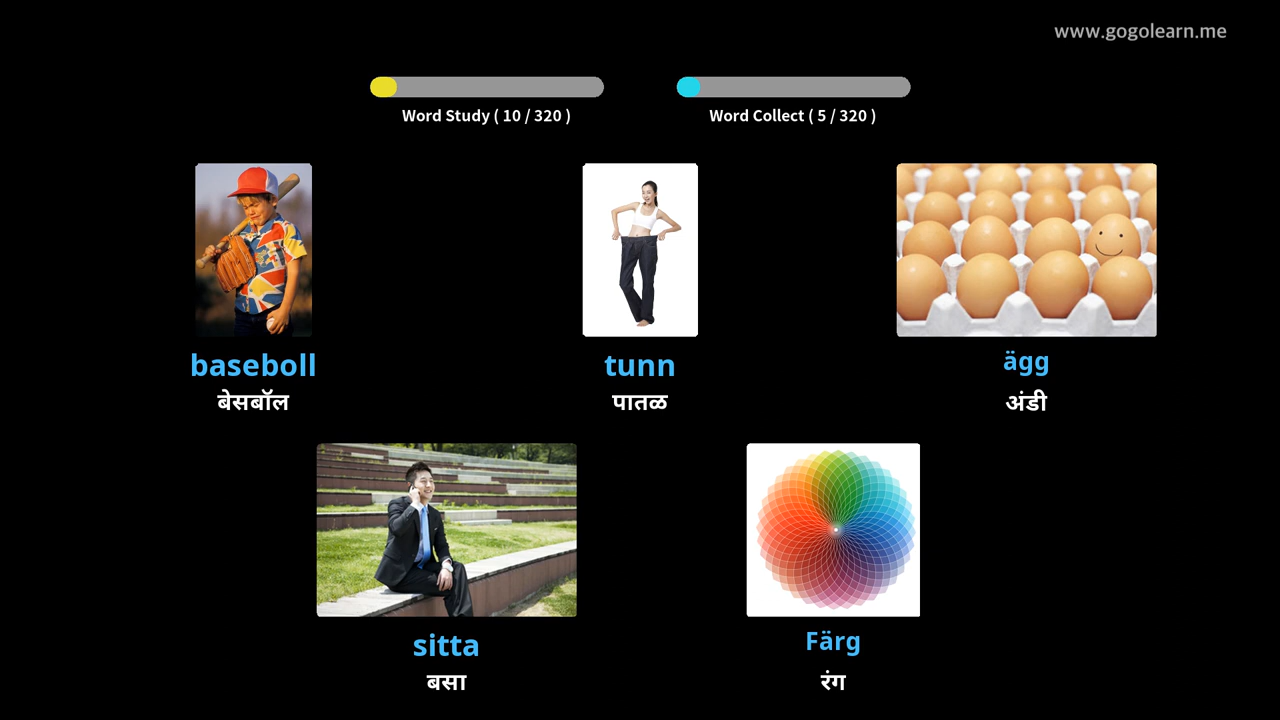 www.gogolearn.me
Word Study ( 10 / 320 )
Word Collect ( 5 / 320 )
baseboll
बेसबॉल
tunn
पातळ
ägg
अंडी
sitta
बसा
Färg
रंग